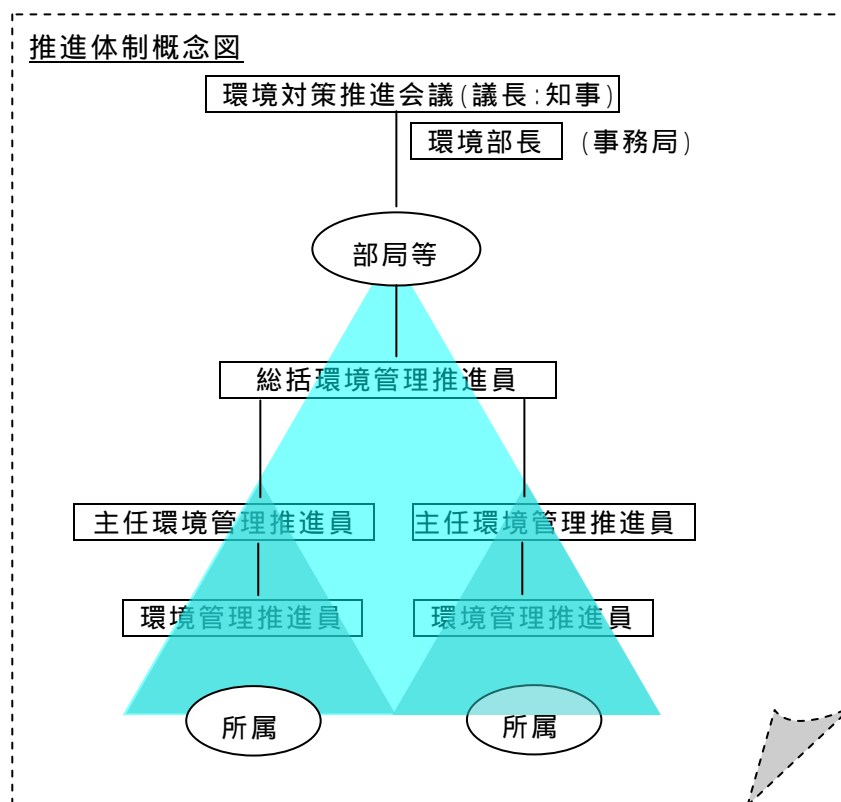 推進体制概念図
環境対策推進会議(議長:知事)
環境部長 (事務局)
部局等
総括環境管理推進員
主任環境管理推進員 主任環境管理推進員
環境管理推進員 環境管理推進員
所属 所属